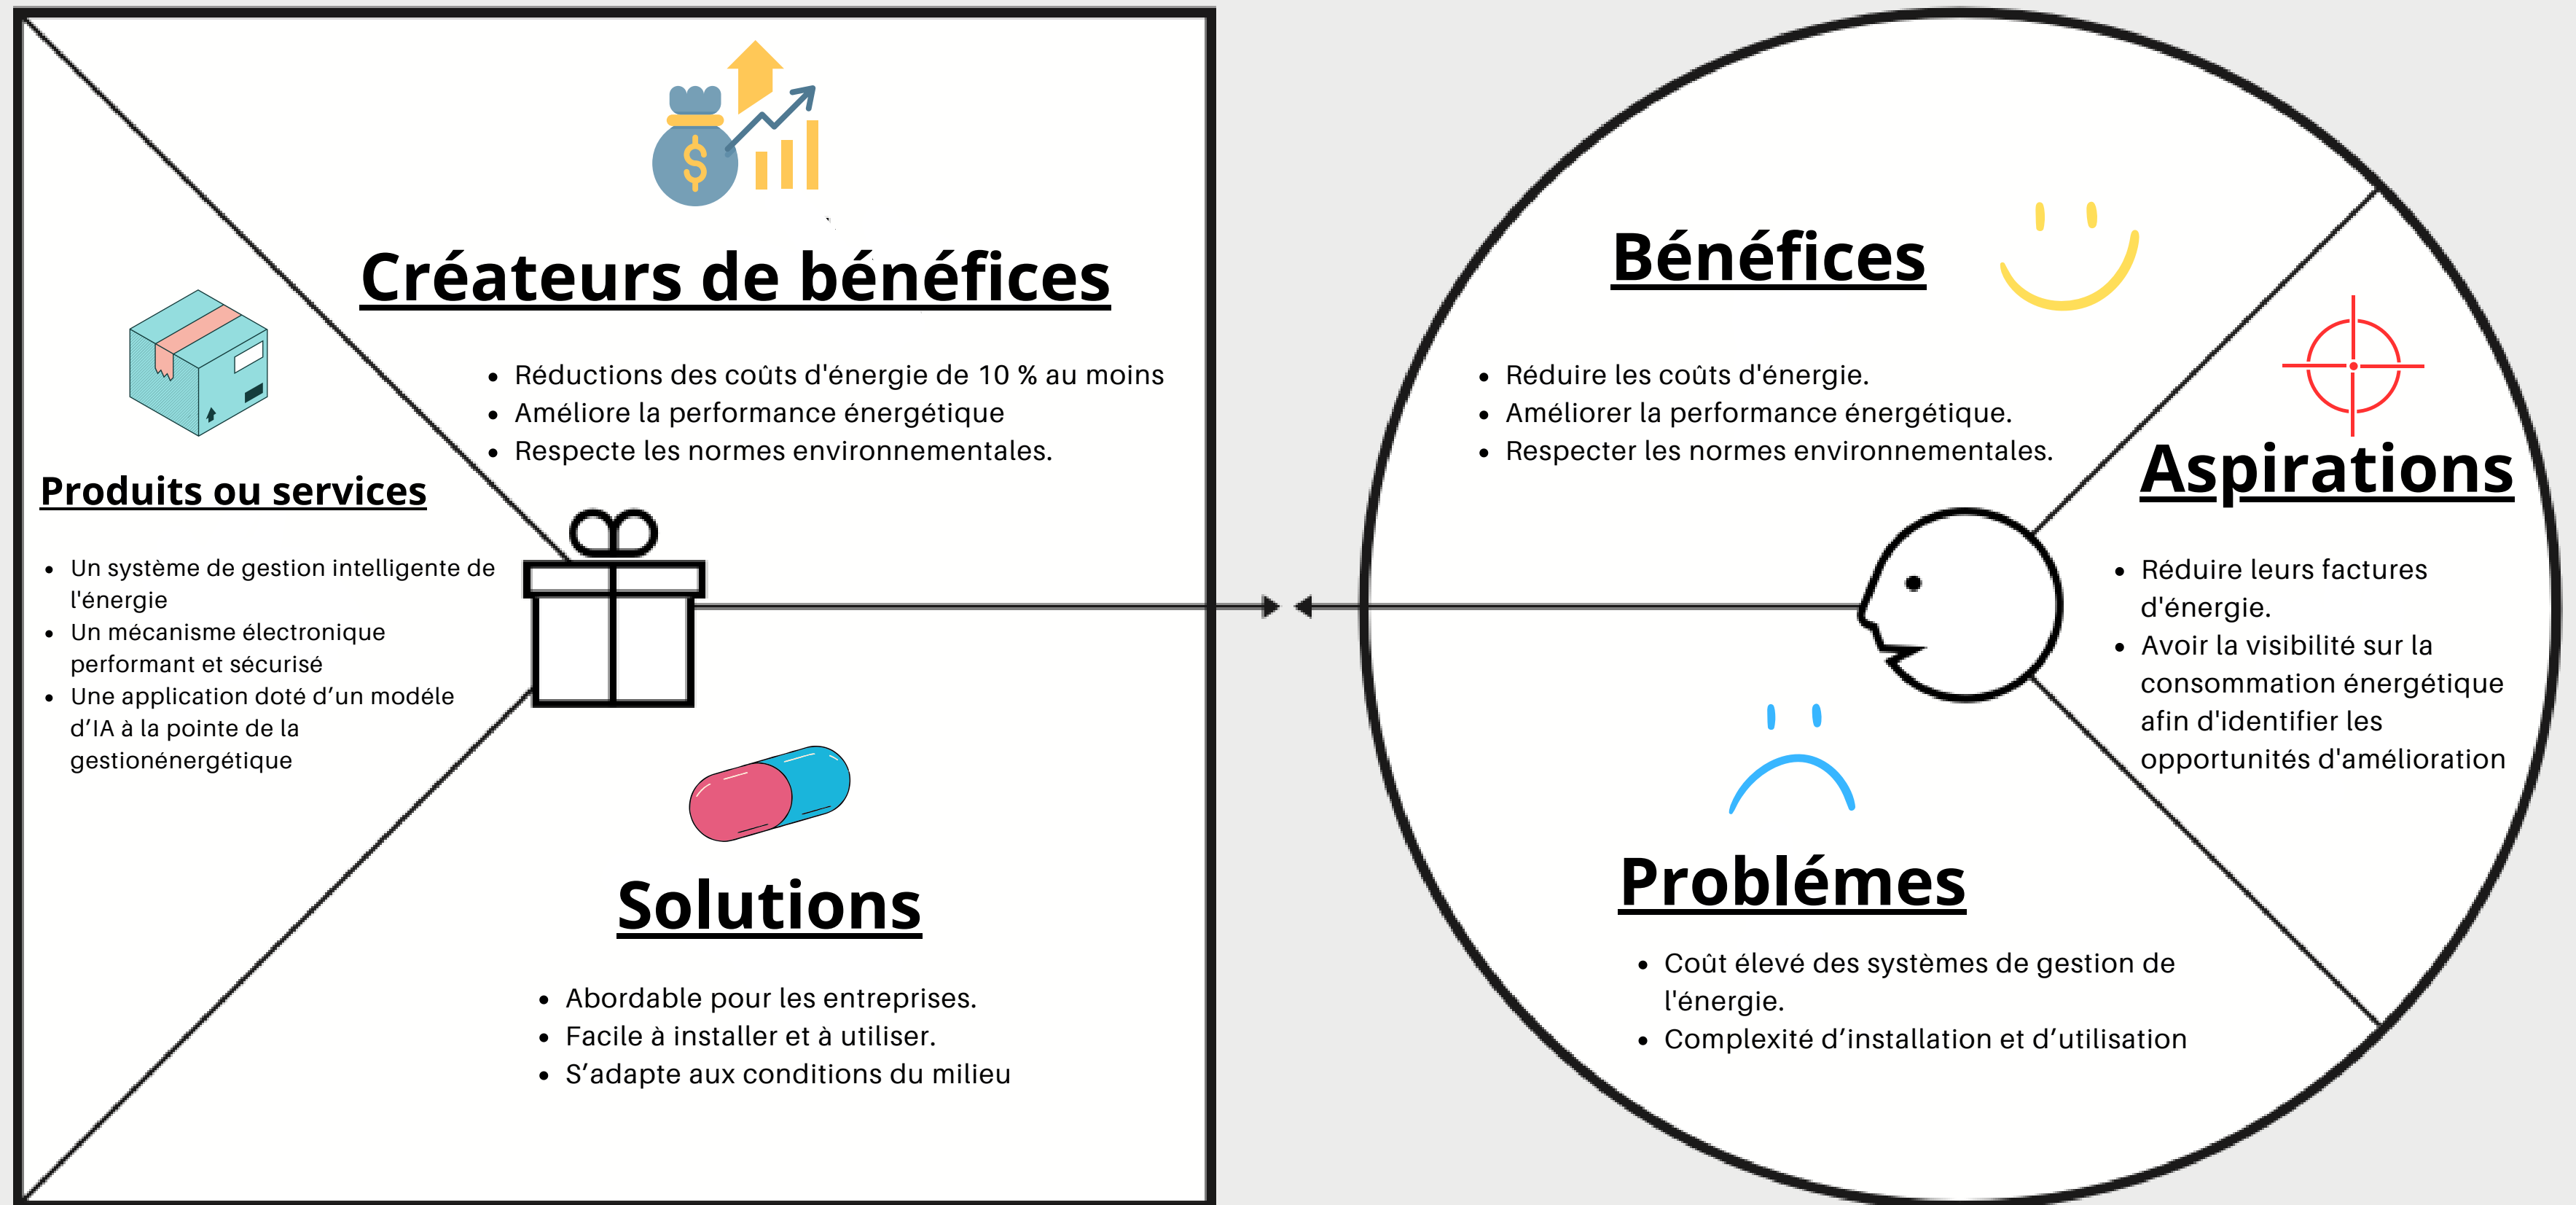 Créateurs de bénéfices
Réductions des coûts d'énergie de 10 % au moins
Améliore la performance énergétique
Respecte les normes environnementales.
Produits ou services
Un système de gestion intelligente de
l'énergie
Un mécanisme électronique
performant et sécurisé
Une application doté d’un modéle
d’IA à la pointe de la
gestionénergétique
$
Solutions
Abordable pour les entreprises.
Facile à installer et à utiliser.
S’adapte aux conditions du milieu
Bénéfices
Réduire les coûts d'énergie.
Améliorer la performance énergétique.
Respecter les normes environnementales.
Aspirations
Réduire leurs factures
d'énergie.
Avoir la visibilité sur la
consommation énergétique
afin d'identifier les
opportunités d'amélioration
Problémes
Coût élevé des systèmes de gestion de
l'énergie.
Complexité d’installation et d’utilisation